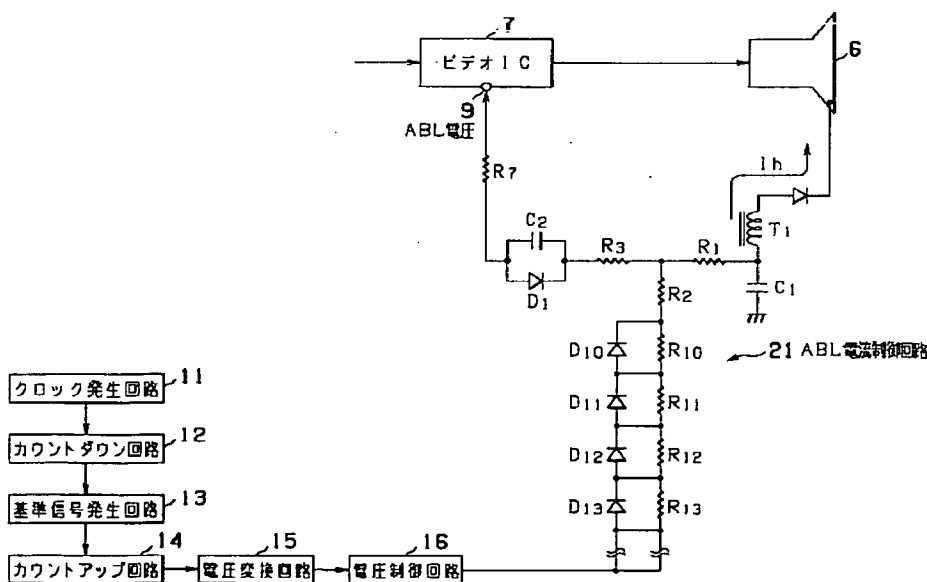 7
ビデオIC
6
9
ABL電圧
R7
Ih
C2
T1
R3
R1
D1
R2
C1
D10
R10
21 ABL電流制御回路
クロック発生回路
11
D11
R11
カウントダウン回路
12
D12
R12
基準信号発生回路
13
D13
R13
カウントアップ回路
14
電圧変換回路
15
電圧制御回路
16